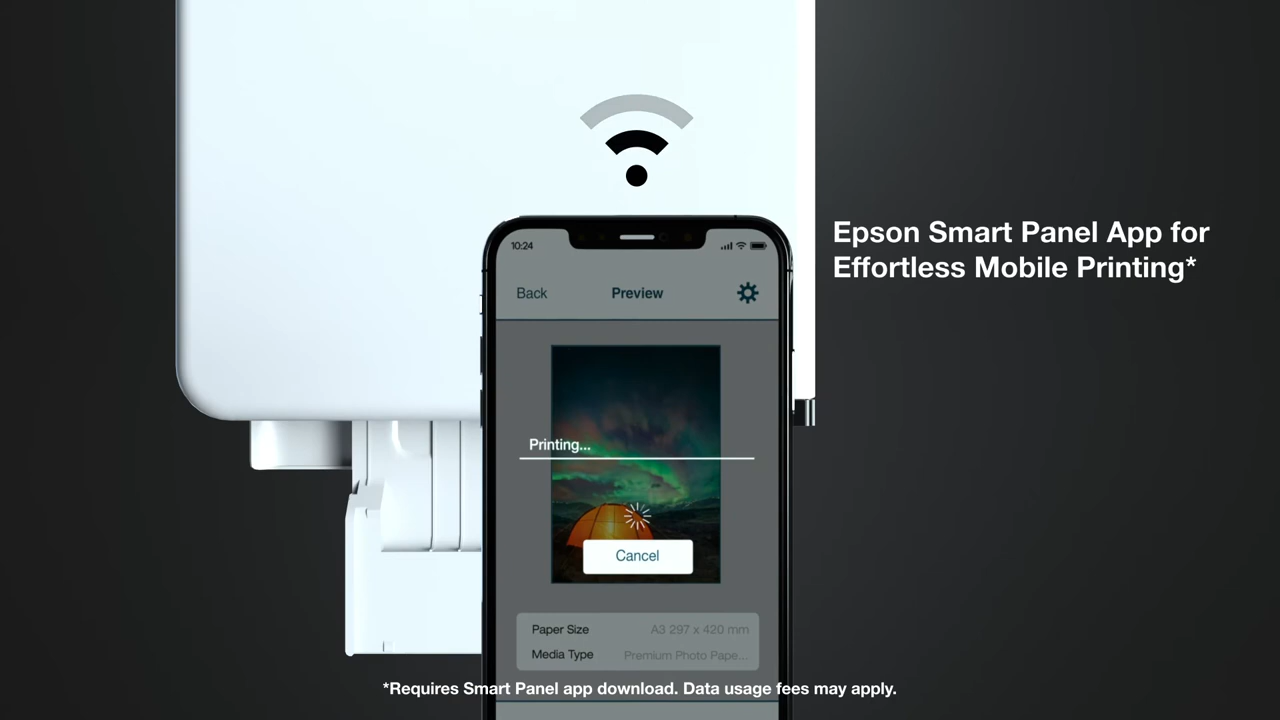 Epson Smart Panel App for
Effortless Mobile Printing*
10:24
Back Preview
Printing...
Cancel
Paper Size A3 297 x 420 mm
Media Type Premium Photo Pape...
*Requires Smart Panel app download. Data usage fees may apply.